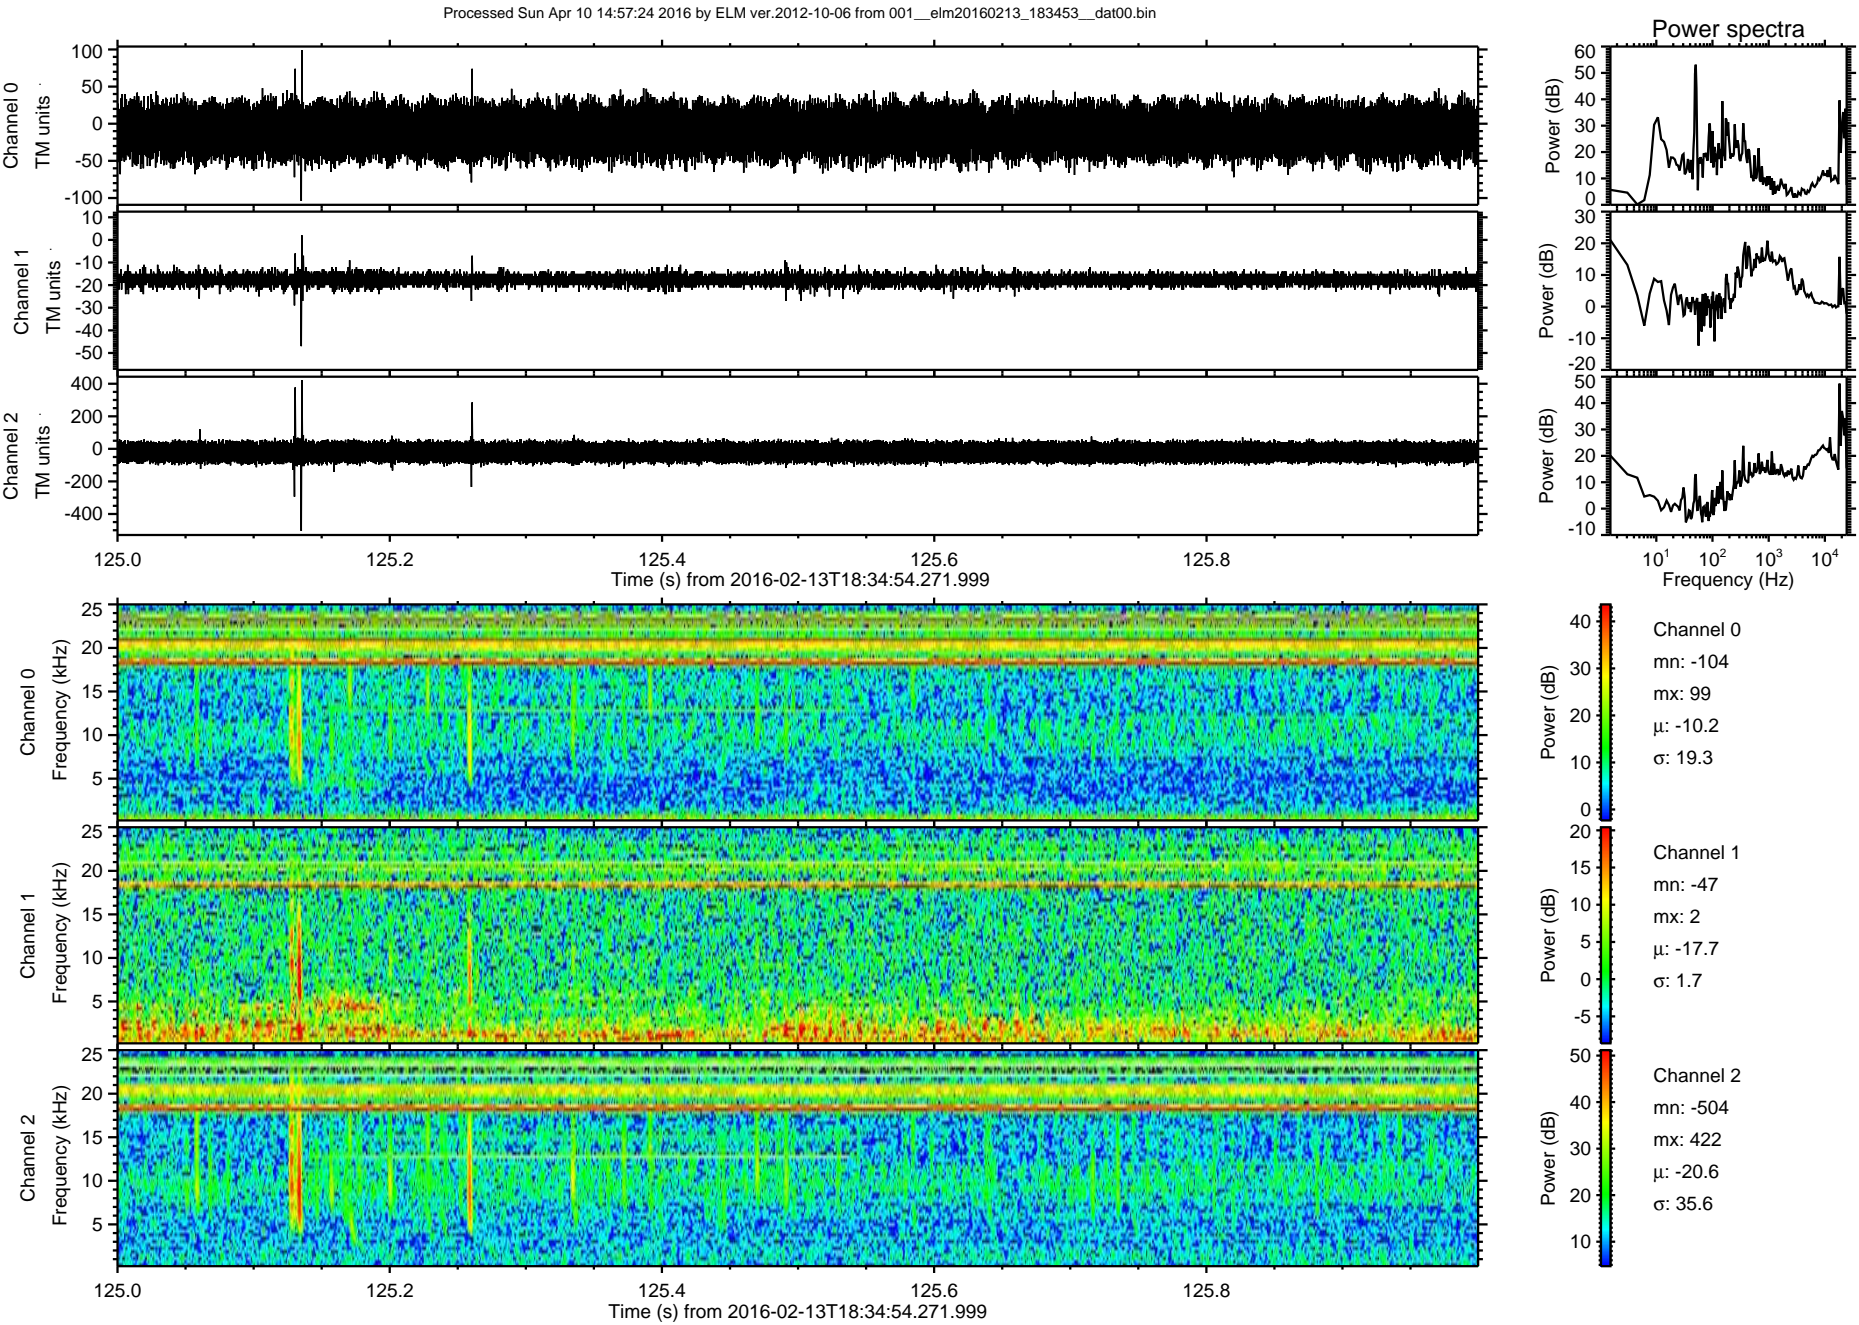 Processed Sun Apr 10 14:57:24 2016 by ELM ver.2012-10-06 from 001__elm20160213_183453__dat00.bin
Power spectra
Channel 0
TM units
100
50
0
-50
-100
Power (dB)
60
50
40
30
20
10
0
Channel 1
TM units
10
0
-10
-20
-30
-40
-50
Power (dB)
30
20
10
0
-10
-20
Channel 2
TM units
400
200
0
-200
-400
Power (dB)
50
40
30
20
10
0
-10
125.0 125.2 125.4 125.6 125.8
Time (s) from 2016-02-13T18:34:54.271.999
10¹ 10² 10³ 10⁴
Frequency (Hz)
Channel 0
Frequency (kHz)
25
20
15
10
5
Power (dB)
40
30
20
10
0
Channel 0
mn: -104
mx: 99
µ: -10.2
σ: 19.3
Channel 1
Frequency (kHz)
25
20
15
10
5
Power (dB)
20
15
10
5
0
-5
Channel 1
mn: -47
mx: 2
µ: -17.7
σ: 1.7
Channel 2
Frequency (kHz)
25
20
15
10
5
Power (dB)
50
40
30
20
10
Channel 2
mn: -504
mx: 422
µ: -20.6
σ: 35.6
125.0 125.2 125.4 125.6 125.8
Time (s) from 2016-02-13T18:34:54.271.999